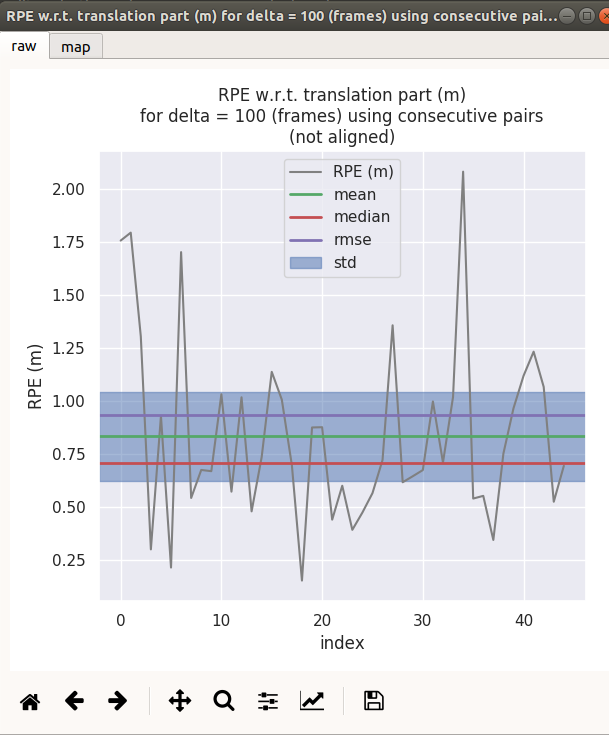 RPE w.r.t. translation part (m) for delta = 100 (frames) using consecutive pai...
raw map
RPE w.r.t. translation part (m)
for delta = 100 (frames) using consecutive pairs
(not aligned)
RPE (m)
mean
median
rmse
std
2.00
1.75
1.50
1.25
1.00
0.75
0.50
0.25
RPE (m)
0 10 20 30 40
index